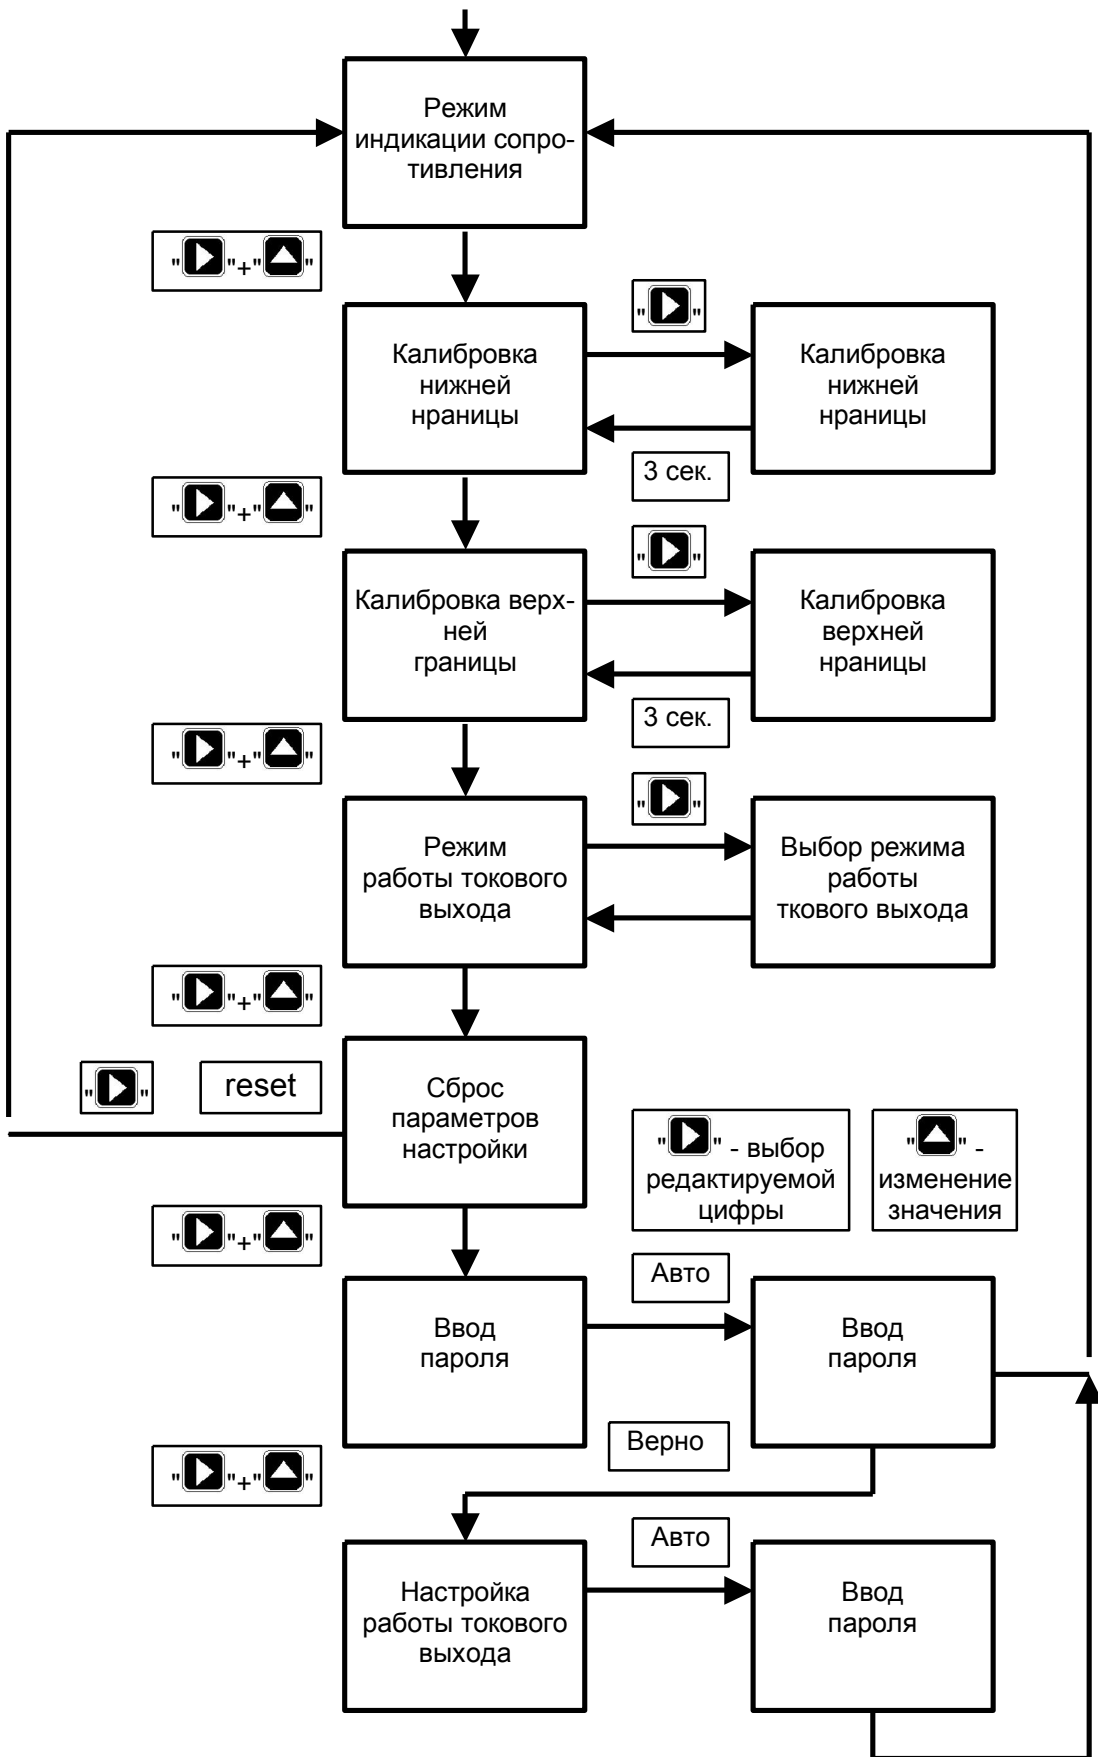 Режим
индикации сопро-
тивления
"▶"+"▲"
"▶"
Калибровка
нижней
нраницы
Калибровка
нижней
нраницы
3 сек.
"▶"+"▲"
"▶"
Калибровка верх-
ней
границы
Калибровка
верхней
нраницы
3 сек.
"▶"+"▲"
"▶"
Режим
работы токового
выхода
Выбор режима
работы
ткового выхода
"▶"+"▲"
"▶"
reset
Сброс
параметров
настройки
"▶" - выбор
редактируемой
цифры
"▲" -
изменение
значения
"▶"+"▲"
Авто
Ввод
пароля
Ввод
пароля
Верно
"▶"+"▲"
Авто
Настройка
работы токового
выхода
Ввод
пароля